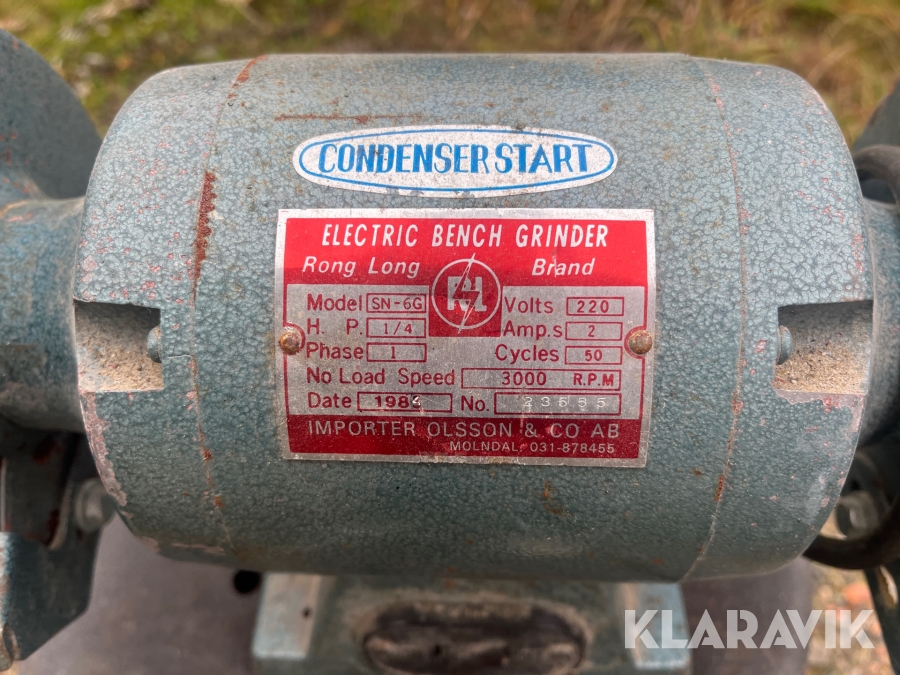 CONDENSER START
ELECTRIC BENCH GRINDER
Rong Long RL Brand
Model SN-6G Volts 220
H. P. 1/4 Amp.s 2
Phase 1 Cycles 50
No Load Speed 3000 R.P.M
Date No.
IMPORTER OLSSON & CO AB
MOLNDAL, 031-878455
KLARAVIK